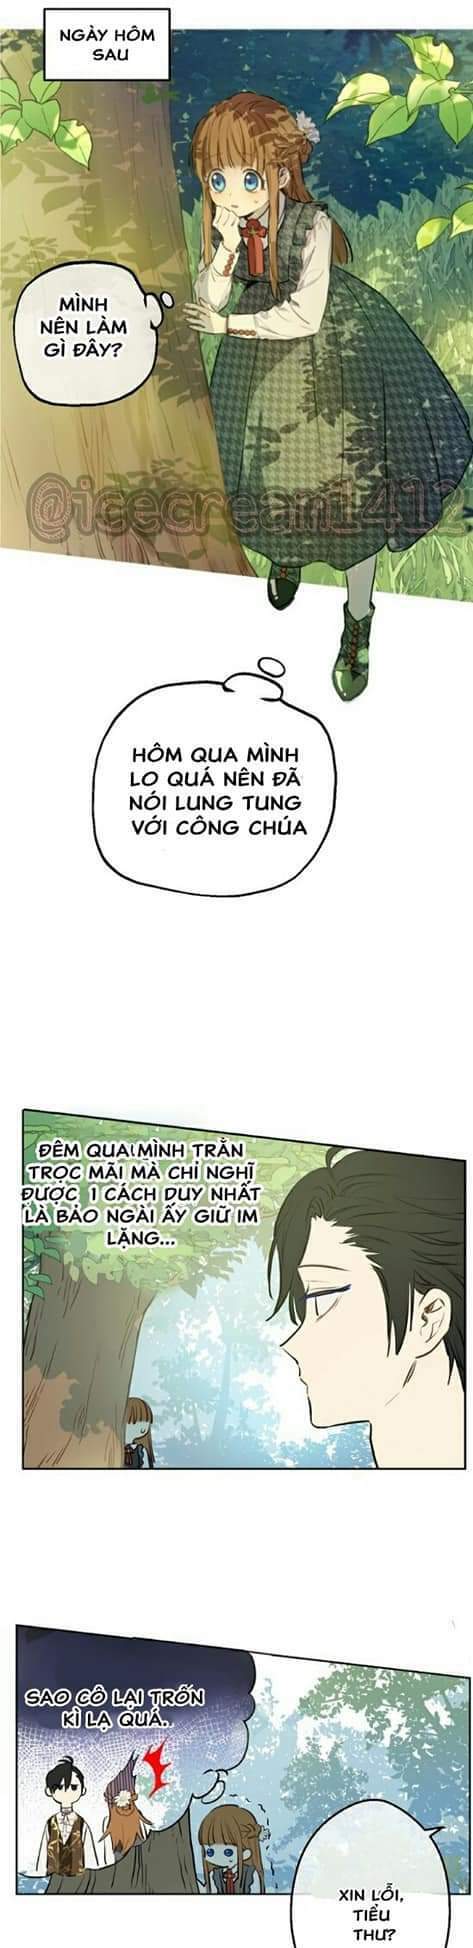 NGÀY HÔM
SAU
MÌNH
NÊN LÀM
GÌ ĐÂY?
@icecream1412
HÔM QUA MÌNH
LO QUÁ NÊN ĐÃ
NÓI LUNG TUNG
VỚI CÔNG CHÚA
ĐÊM QUA MÌNH TRẰN
TRỌC MÃI MÀ CHỈ NGHĨ
ĐƯỢC 1 CÁCH DUY NHẤT
LÀ BẢO NGÀI ẤY GIỮ IM
LẶNG...
SAO CÔ LẠI TRỐN
KÌ LẠ QUÁ.
XIN LỖI,
TIỂU
THƯ?